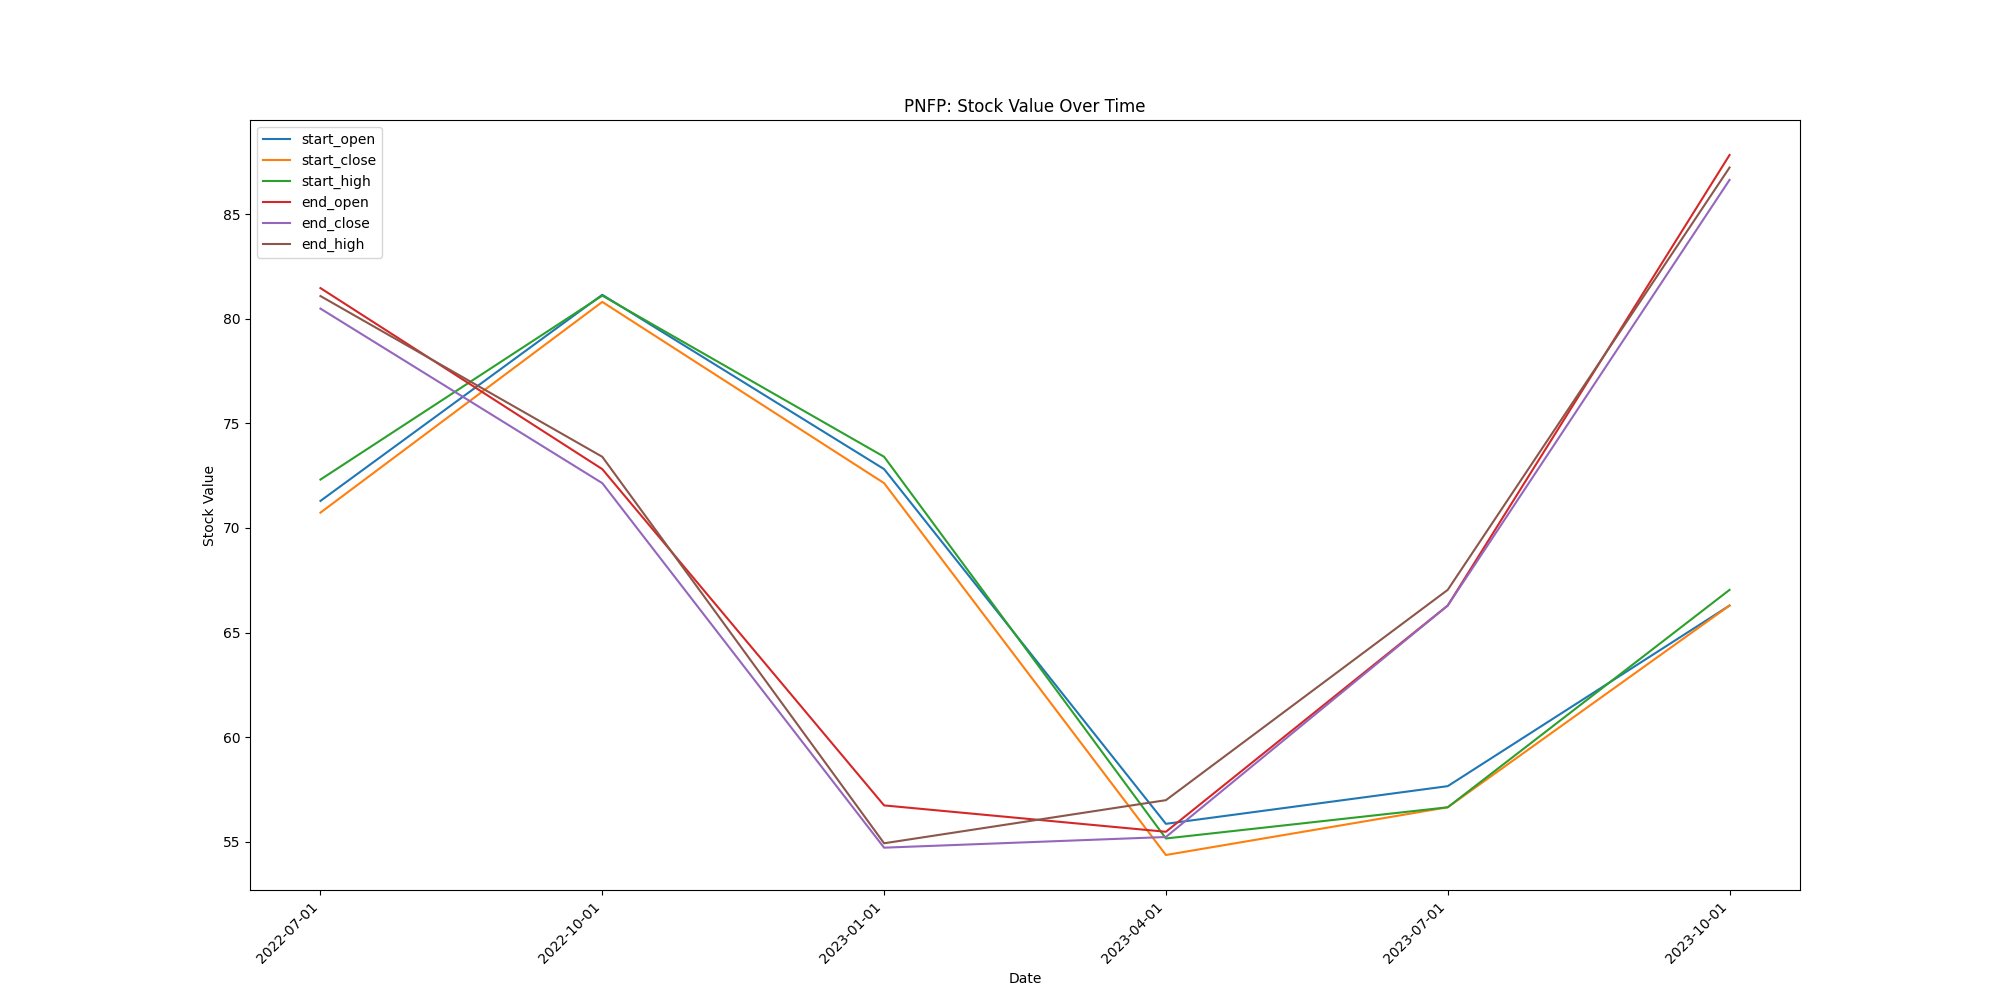 PNFP: Stock Value Over Time
start_open
start_close
start_high
end_open
end_close
end_high
Stock Value
85
80
75
70
65
60
55
2022-07-01
2022-10-01
2023-01-01
2023-04-01
2023-07-01
2023-10-01
Date